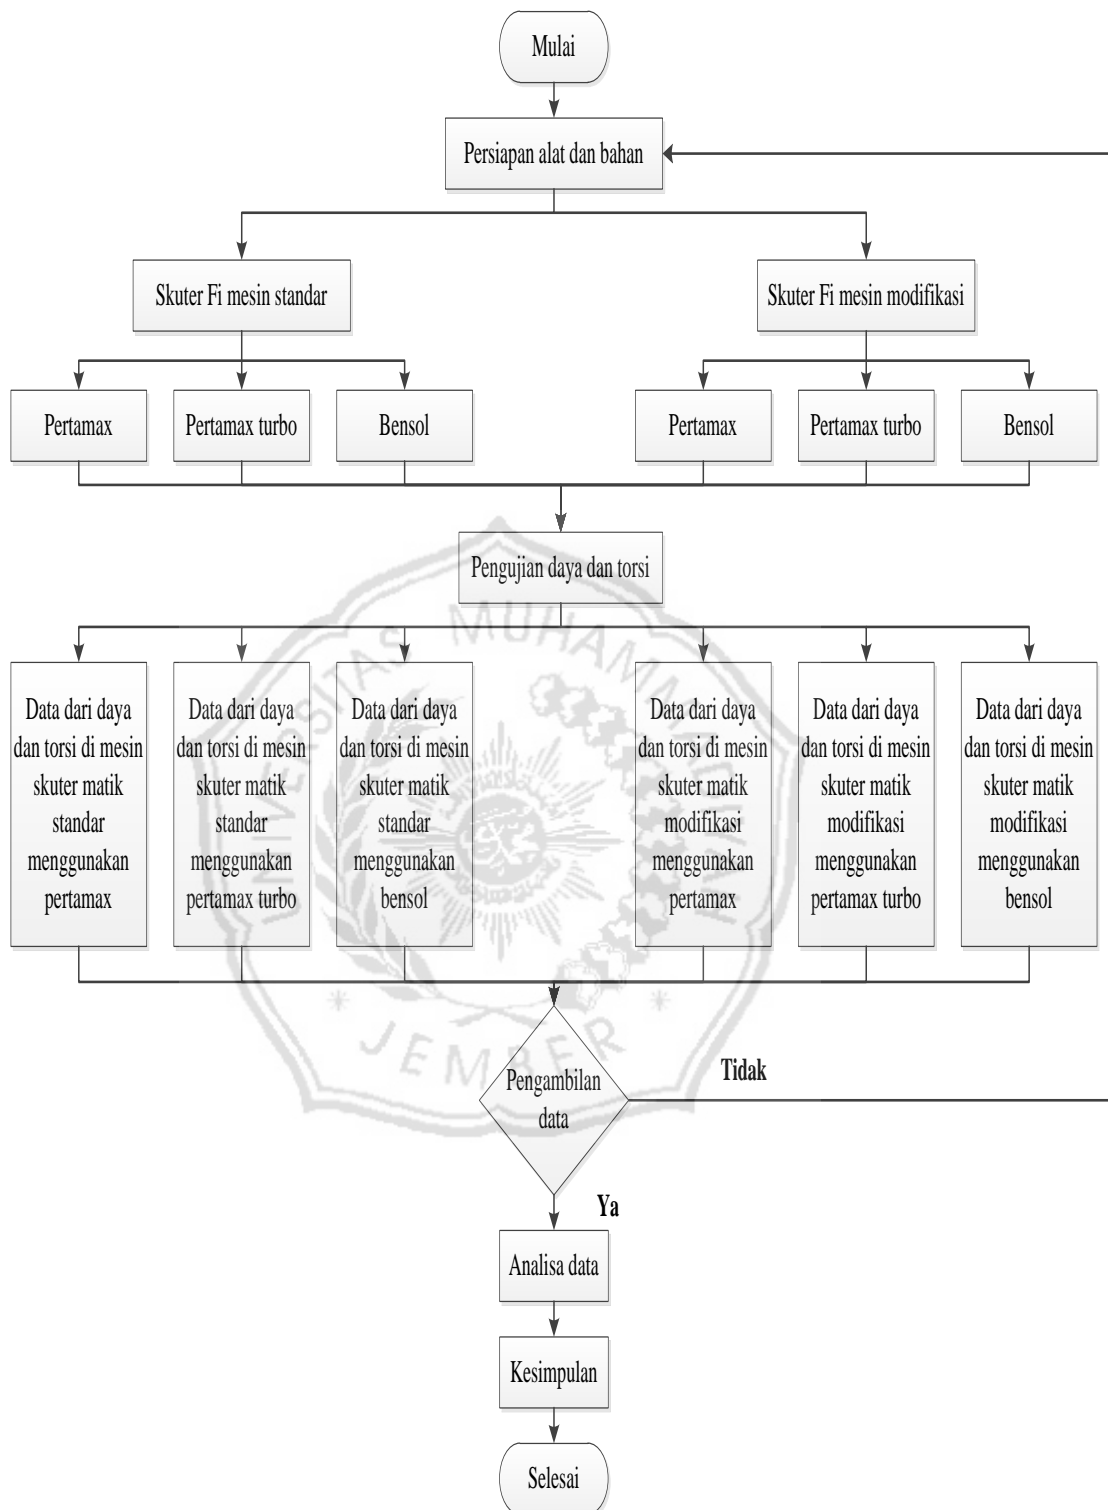 Mulai
Persiapan alat dan bahan
Skuter Fi mesin standar
Skuter Fi mesin modifikasi
Pertamax
Pertamax turbo
Bensol
Pertamax
Pertamax turbo
Bensol
Pengujian daya dan torsi
Data dari daya
dan torsi di mesin
skuter matik
standar
menggunakan
pertamax
Data dari daya
dan torsi di mesin
skuter matik
standar
menggunakan
pertamax turbo
Data dari daya
dan torsi di mesin
skuter matik
standar
menggunakan
bensol
Data dari daya
dan torsi di mesin
skuter matik
modifikasi
menggunakan
pertamax
Data dari daya
dan torsi di mesin
skuter matik
modifikasi
menggunakan
pertamax turbo
Data dari daya
dan torsi di mesin
skuter matik
modifikasi
menggunakan
bensol
UNIVERSITAS MUHAMMADIYAH
JEMBER
Pengambilan
data
Tidak
Ya
Analisa data
Kesimpulan
Selesai